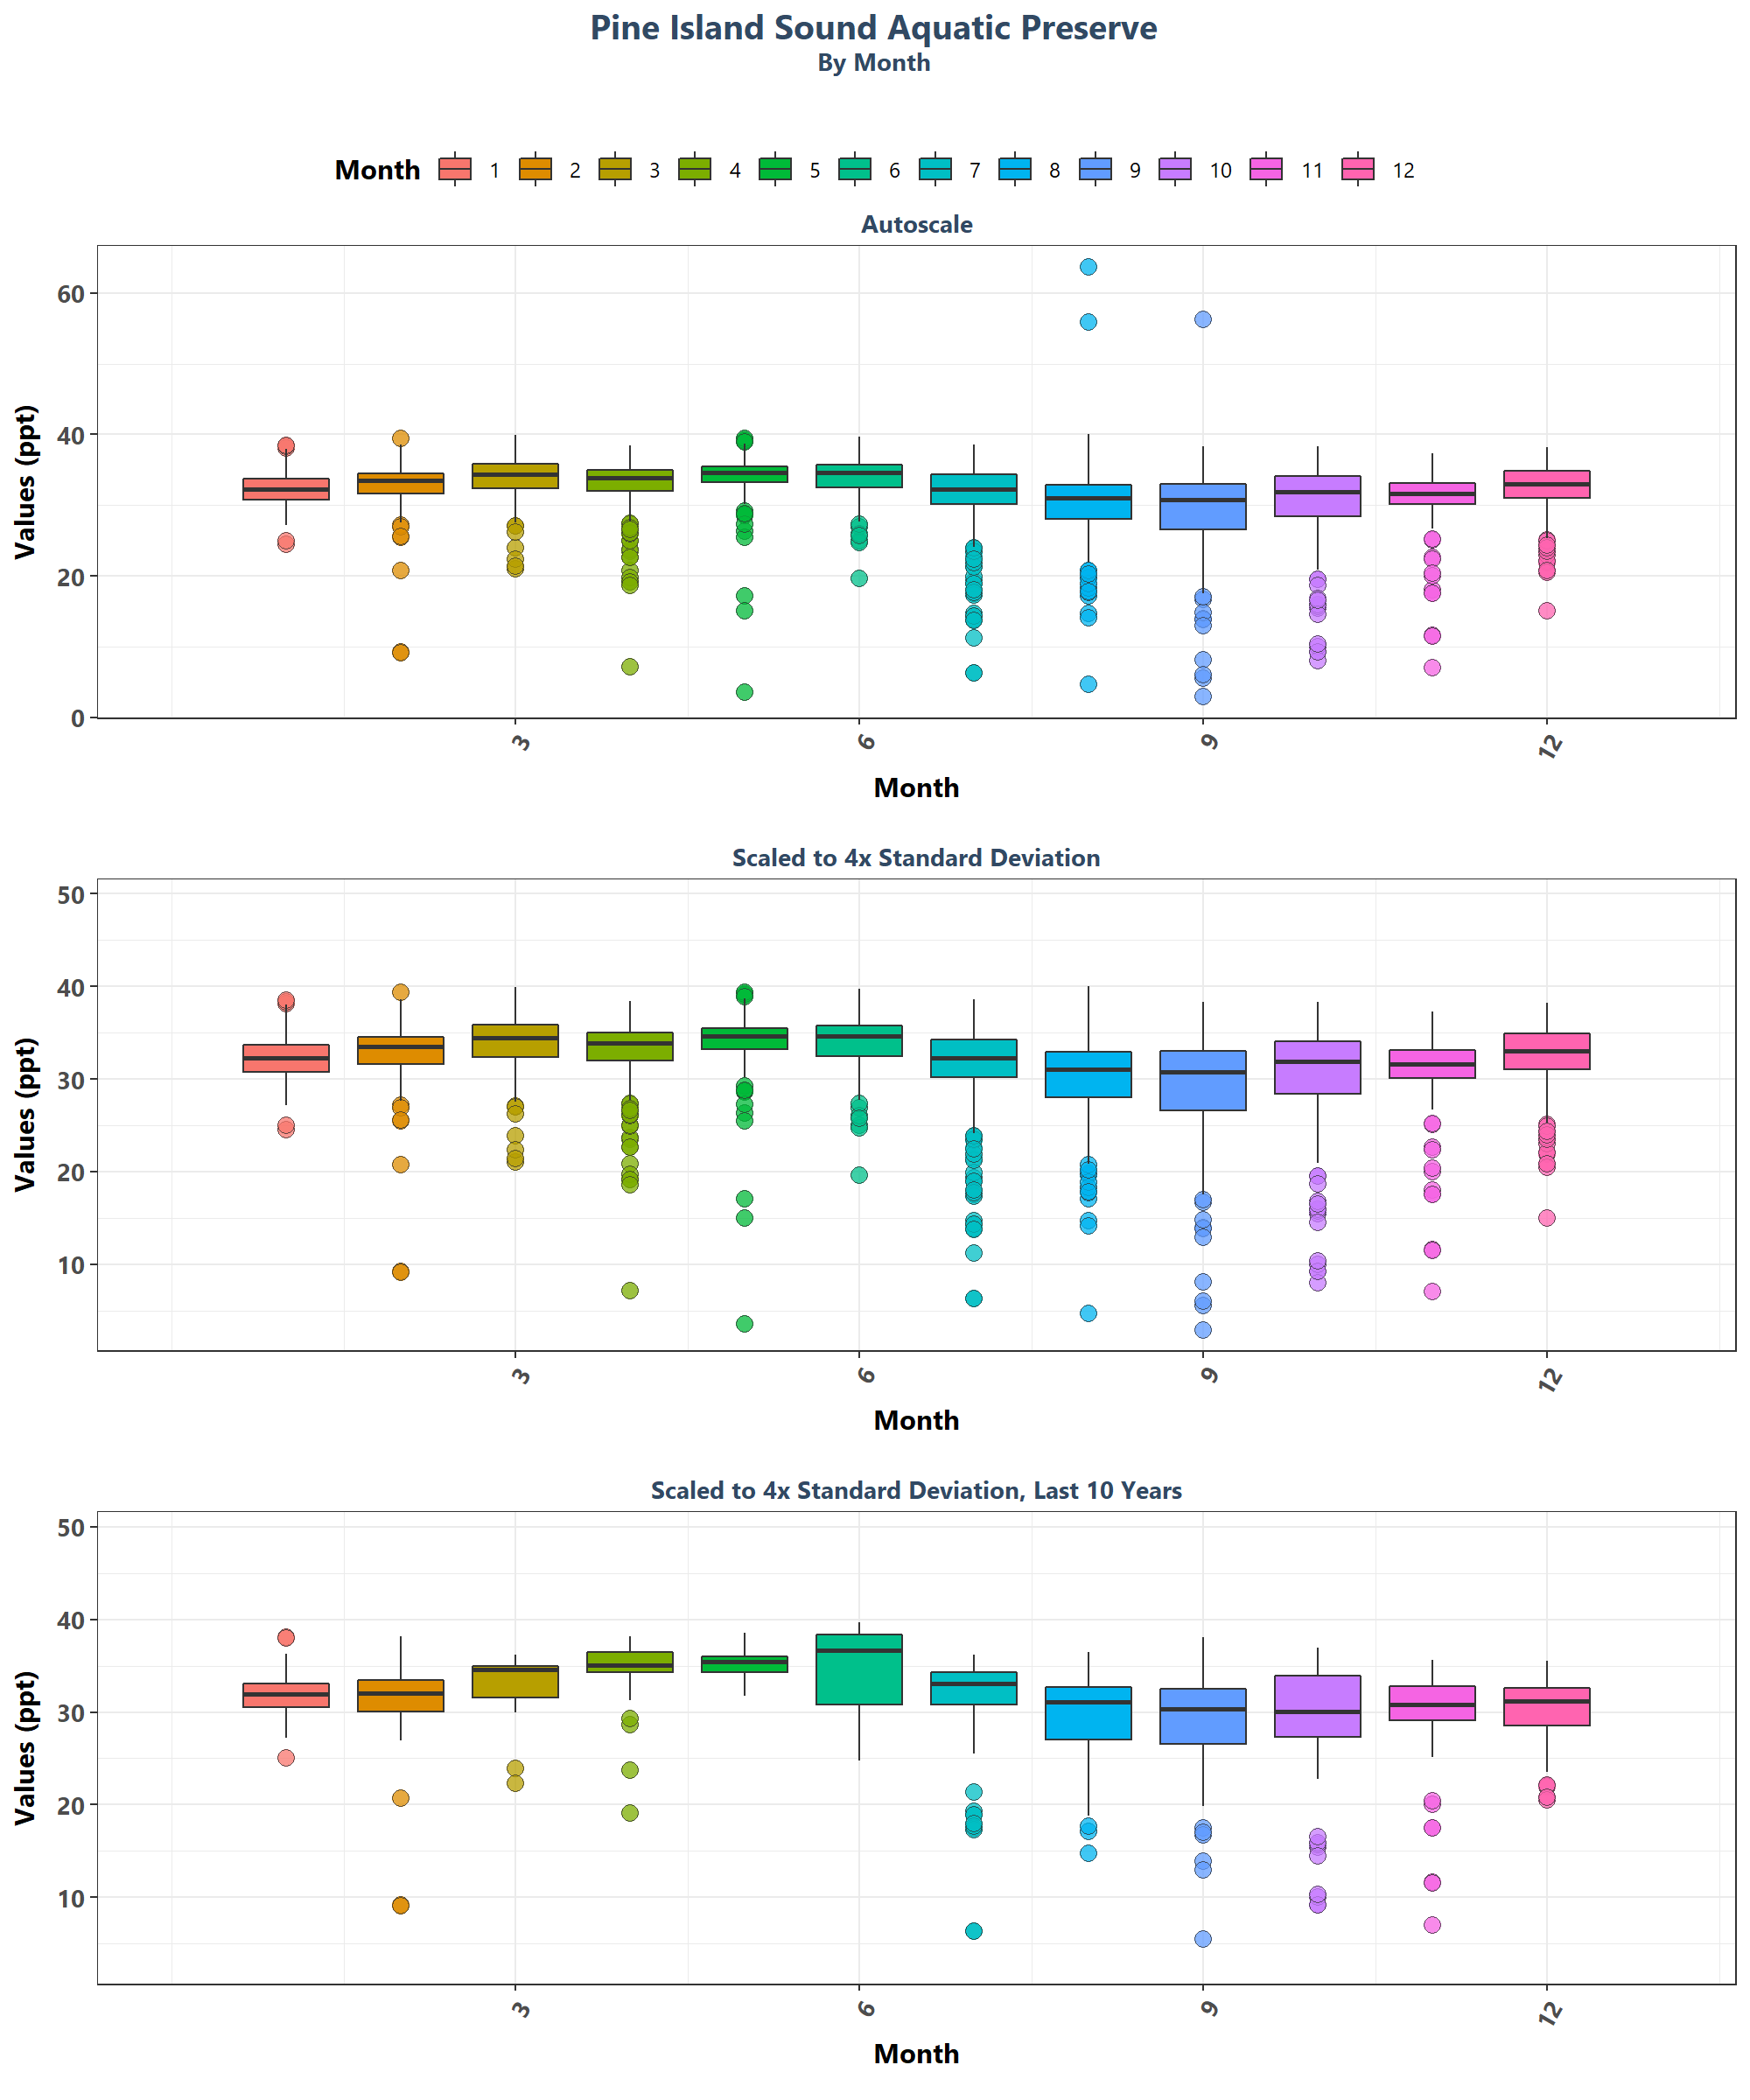 Pine Island Sound Aquatic Preserve
By Month
Month 1 2 3 4 5 6 7 8 9 10 11 12
Autoscale
Values (ppt)
60
40
20
0
3 6 9 12
Month
Scaled to 4x Standard Deviation
Values (ppt)
50
40
30
20
10
3 6 9 12
Month
Scaled to 4x Standard Deviation, Last 10 Years
Values (ppt)
50
40
30
20
10
3 6 9 12
Month